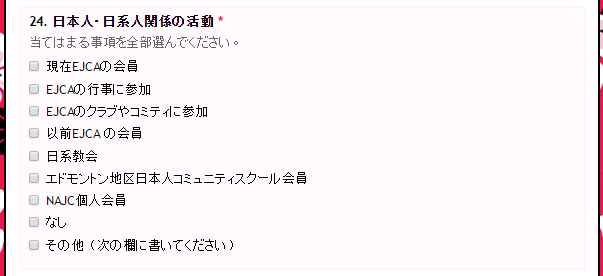 24. 日本人・日系人関係の活動 *
当てはまる事項を全部選んでください。
現在EJCAの会員
EJCAの行事に参加
EJCAのクラブやコミティに参加
以前EJCA の会員
日系教会
エドモントン地区日本人コミュニティスクール会員
NAJC個人会員
なし
その他（次の欄に書いてください）